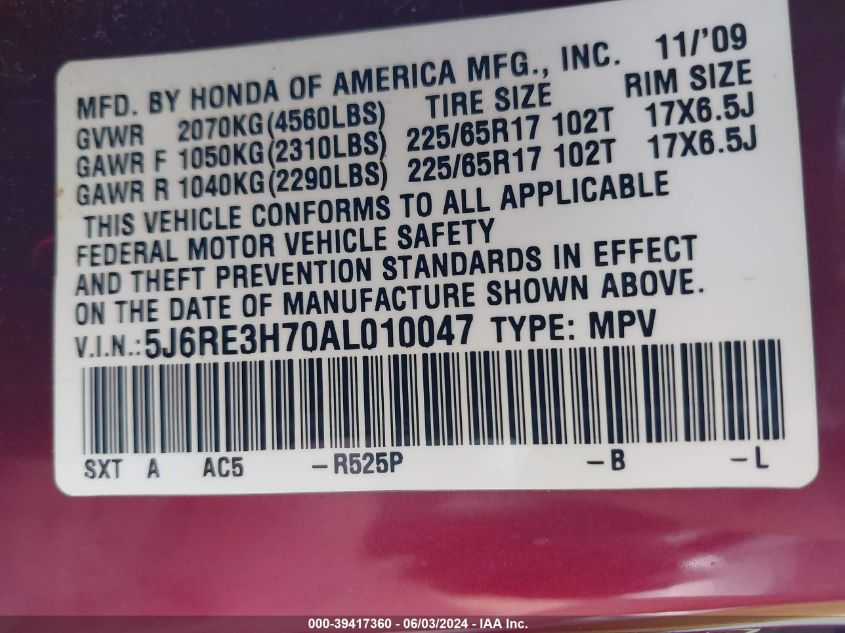 MFD. BY HONDA OF AMERICA MFG., INC. 11/'09
GVWR 2070KG(4560LBS) TIRE SIZE RIM SIZE
GAWR F 1050KG(2310LBS) 225/65R17 102T 17X6.5J
GAWR R 1040KG(2290LBS) 225/65R17 102T 17X6.5J
THIS VEHICLE CONFORMS TO ALL APPLICABLE
FEDERAL MOTOR VEHICLE SAFETY
AND THEFT PREVENTION STANDARDS IN EFFECT
ON THE DATE OF MANUFACTURE SHOWN ABOVE.
V.I.N.:5J6RE3H70AL010047 TYPE: MPV
SXT A AC5 -R525P -B -L
000-39417360 - 06/03/2024 - IAA Inc.